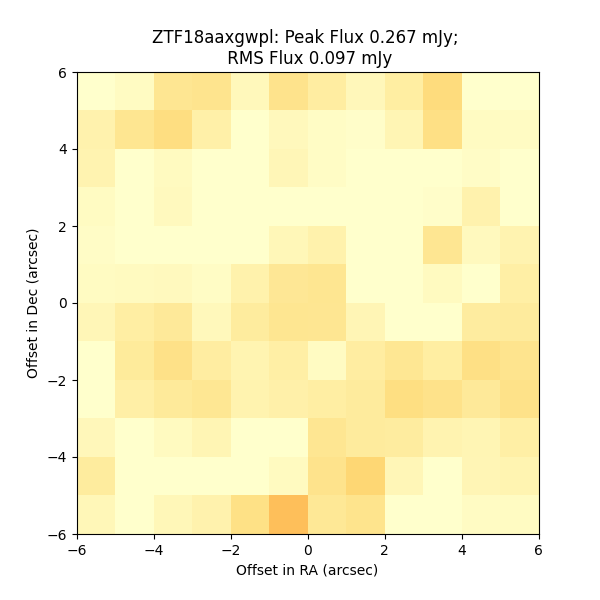 ZTF18aaxgwpl: Peak Flux 0.267 mJy;
RMS Flux 0.097 mJy
6
4
2
0
−2
−4
−6
Offset in Dec (arcsec)
−6 −4 −2 0 2 4 6
Offset in RA (arcsec)